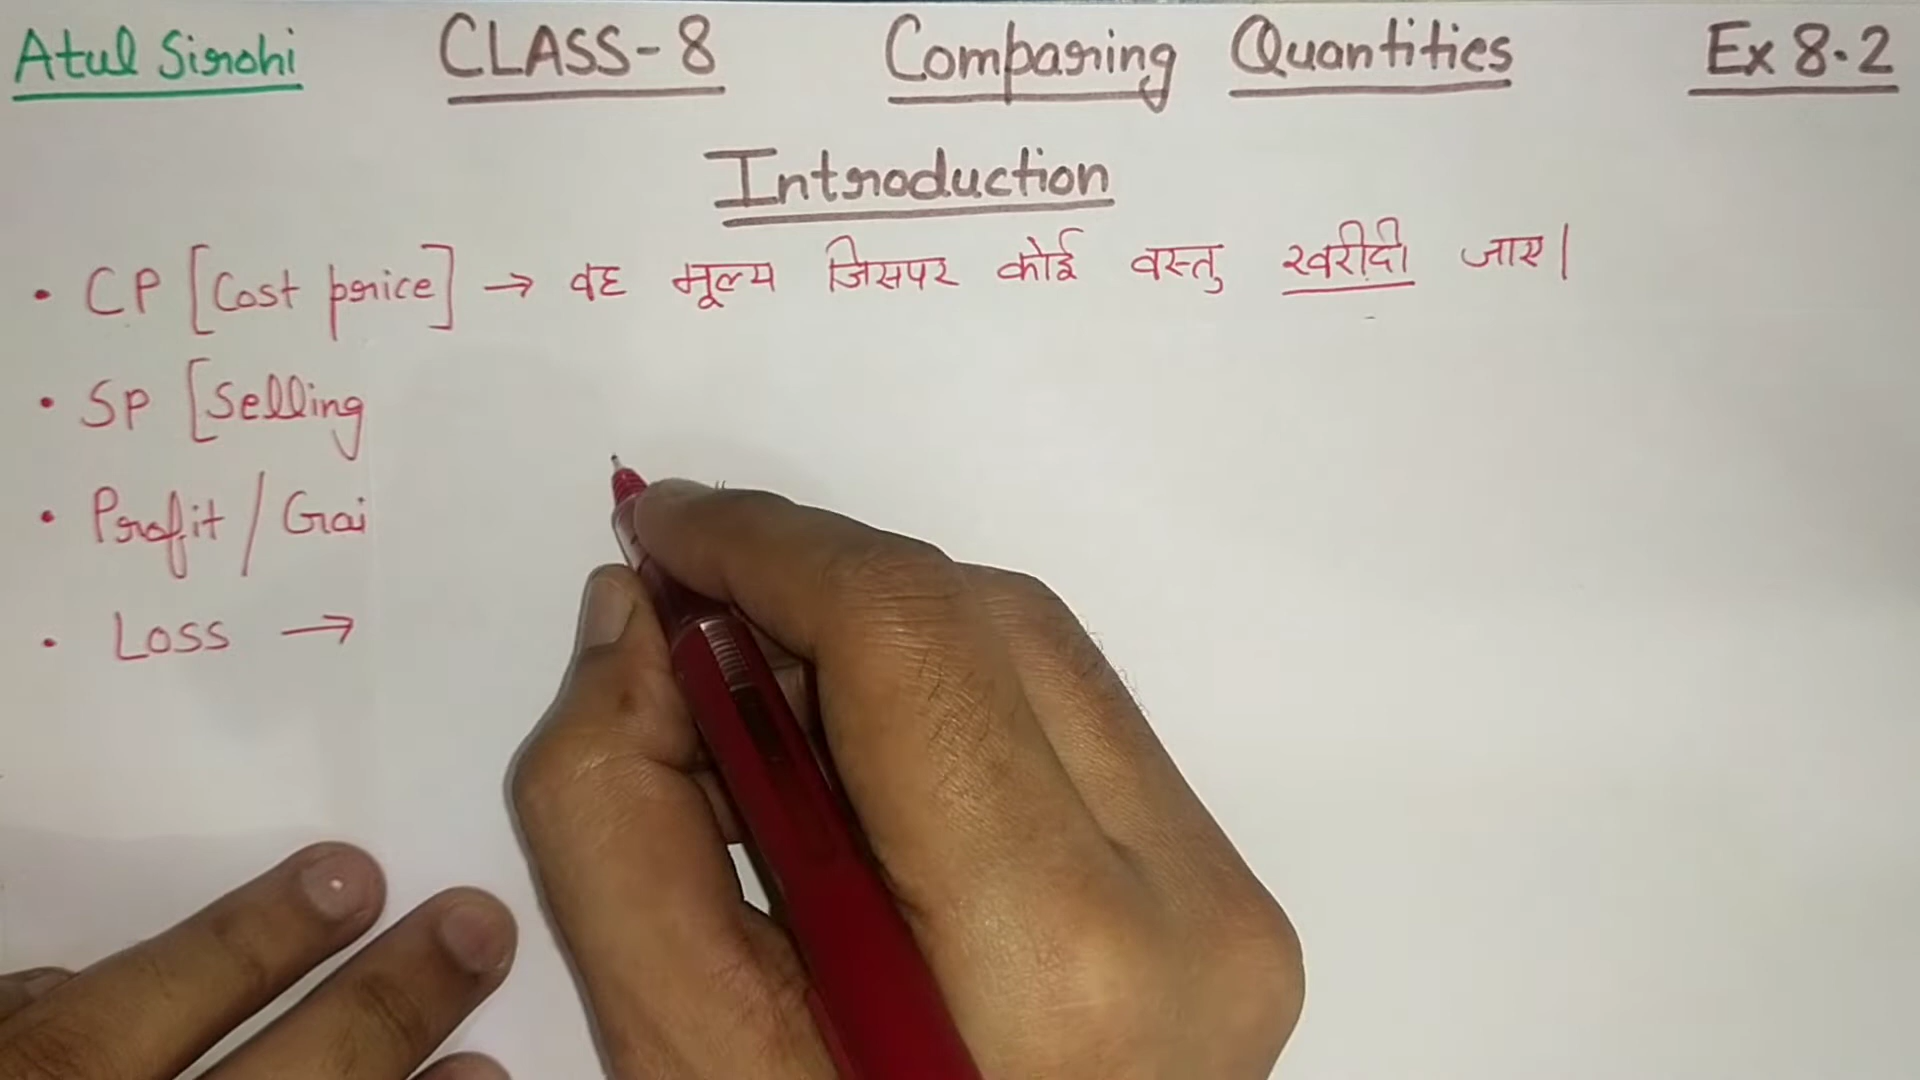 Atul Sirohi CLASS-8 Comparing Quantities Ex 8.2
Introduction
• CP [Cost price] → वह मूल्य जिसपर कोई वस्तु खरीदी जाए।
• SP [Selling
• Profit / Gai
• Loss →